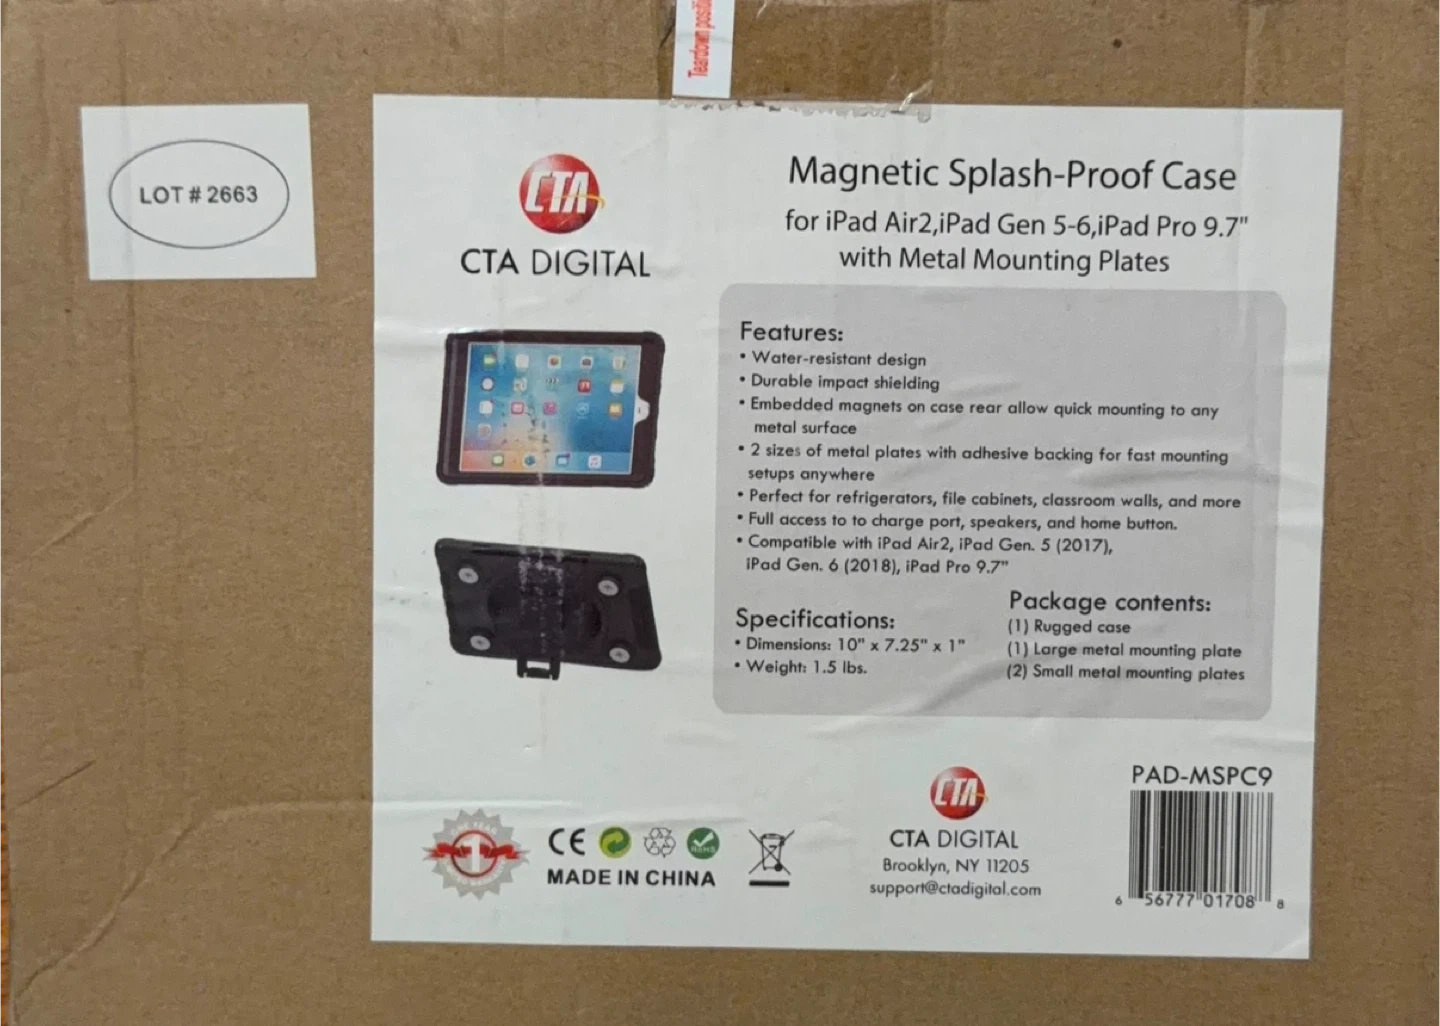 Teardown positi
LOT # 2663
CTA
CTA DIGITAL
Magnetic Splash-Proof Case
for iPad Air2,iPad Gen 5-6,iPad Pro 9.7"
with Metal Mounting Plates
Features:
• Water-resistant design
• Durable impact shielding
• Embedded magnets on case rear allow quick mounting to any
metal surface
• 2 sizes of metal plates with adhesive backing for fast mounting
setups anywhere
• Perfect for refrigerators, file cabinets, classroom walls, and more
• Full access to to charge port, speakers, and home button.
• Compatible with iPad Air2, iPad Gen. 5 (2017),
iPad Gen. 6 (2018), iPad Pro 9.7"
Specifications:
• Dimensions: 10" x 7.25" x 1"
• Weight: 1.5 lbs.
Package contents:
(1) Rugged case
(1) Large metal mounting plate
(2) Small metal mounting plates
1
CE
RoHS
MADE IN CHINA
CTA
CTA DIGITAL
Brooklyn, NY 11205
support@ctadigital.com
PAD-MSPC9
6 56777 01708 8